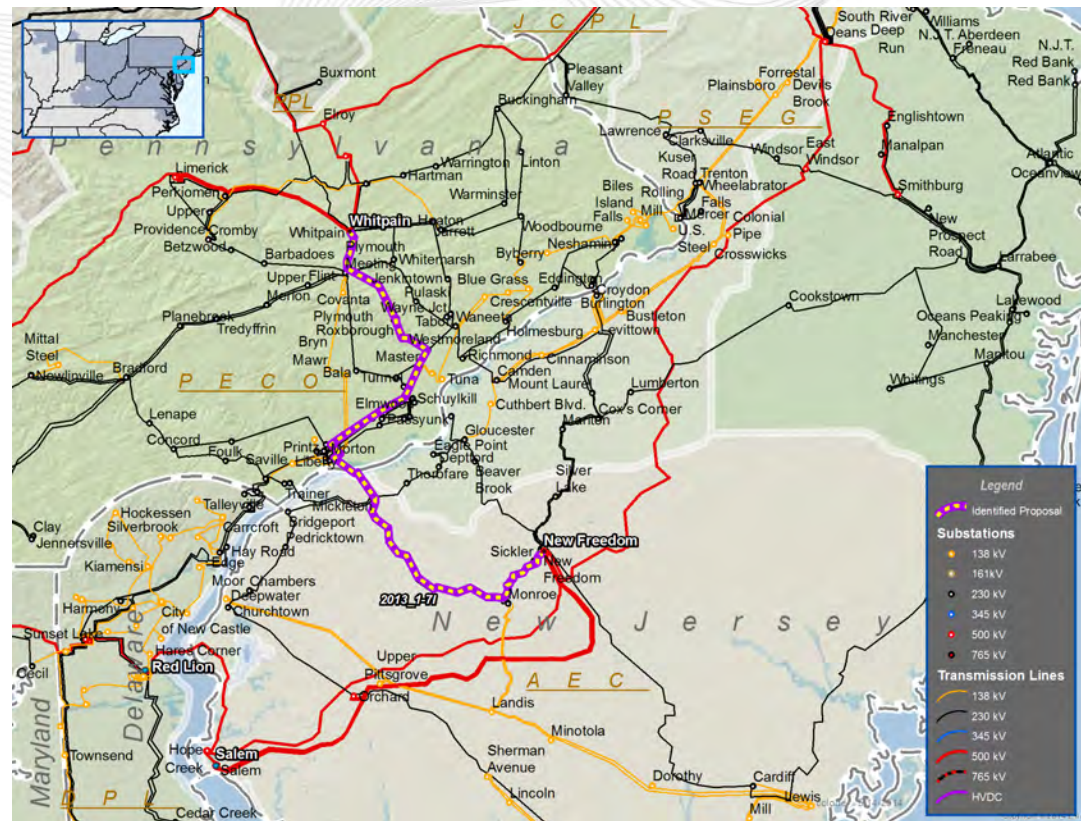 J C P L
South River
Deans
Deep
Run
Williams
N.J.T. Aberdeen
Freneau
N.J.T.
Red Bank
Red Bank
Buxmont
Pleasant
Valley
Forrestal
Plainsboro
Devils
Brook
PPL
Elroy
Buckingham
P S E G
Englishtown
Pennsylvania
Lawrence
Clarksville
Manalpan
Windsor
East
Windsor
Atlantic
Oceanview
Limerick
Warrington
Linton
Kuser
Road
Trenton
Hartman
Perkiomen
Warminster
Biles
Island
Rolling
Mill
Wheelabrator
Falls
Smithburg
Upper
Providence
Cromby
Whitpain
Whitpain
Heaton
Jarrett
Woodbourne
Falls
Mercer
U.S.
Steel
Colonial
Pipe
New
Prospect
Road
Betzwood
Plymouth
Meeting
Neshaminy
Crosswicks
Barbadoes
Whitemarsh
Byberry
Larrabee
Upper
Merion
Flint
Jenkintown
Blue Grass
Eddington
Covanta
Plymouth
Pulaski
Crescentville
Croydon
Burlington
Cookstown
Lakewood
Planebrook
Tredyffrin
Roxborough
Wayne Jct
Tabor
Waneeta
Bustleton
Oceans Peaking
Holmesburg
Levittown
Manchester
Mittal
Steel
Bryn
Mawr
Westmoreland
Master
Richmond
Cinnaminson
Manitou
Newlinville
Bradford
P E C O
Bala
Tunn
Tuna
Camden
Mount Laurel
Lumberton
Whitings
Elmwood
Schuylkill
Cuthbert Blvd.
Cox's Corner
Lenape
Passyunk
Marlton
Concord
Gloucester
Foulk
Printz
Morton
Eagle Point
Saville
Liberty
Deptford
Silver
Lake
Thorofare
Beaver
Brook
Trainer
Talleyville
Mickleton
Hockessen
Silverbrook
Carrcroft
Bridgeport
Pedricktown
Clay
Jennersville
Hay Road
Edge
Sickler
New Freedom
New
Freedom
Kiamensi
Moor
Chambers
Deepwater
Harmony
City
of New Castle
Churchtown
2013_1-7I
Monroe
New Jersey
Sunset Lake
Hares Corner
Cecil
Red Lion
Upper
Pittsgrove
Orchard
A E C
Landis
Maryland
Delaware
Townsend
Hope
Creek
Salem
Salem
Minotola
Sherman
Avenue
Lincoln
Dorothy
Cardiff
Lewis
Mill
D P L
Cedar Creek
Legend
Identified Proposal
Substations
138 kV
161kV
230 kV
345 kV
500 kV
765 kV
Transmission Lines
138 kV
230 kV
345 kV
500 kV
765 kV
HVDC